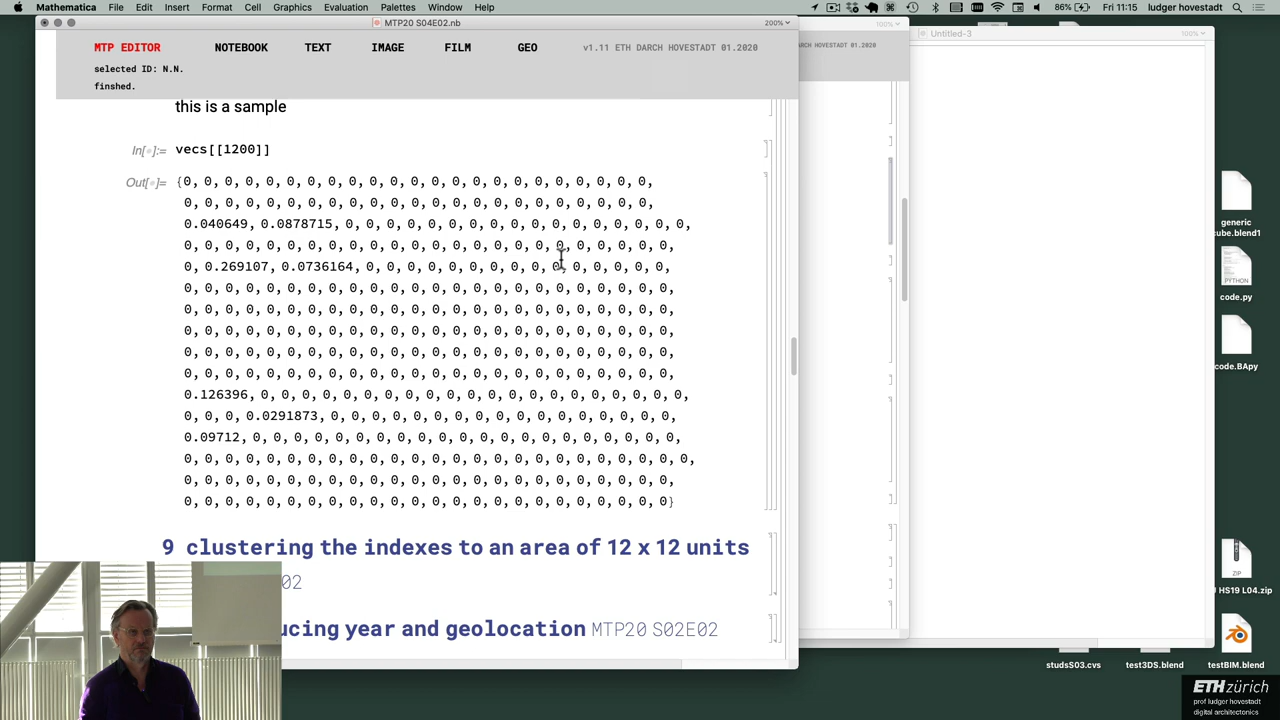 Mathematica File Edit Insert Format Cell Graphics Evaluation Palettes Window Help 86% Fri 11:15 ludger hovestadt
MTP20 S04E02.nb 200%
100%
Untitled-3 100%
MTP EDITOR NOTEBOOK TEXT IMAGE FILM GEO v1.11 ETH DARCH HOVESTADT 01.2020
ARCH HOVESTADT 01.2020
selected ID: N.N.
finshed.
this is a sample
In[ ]:= vecs[[1200]]
Out[ ]= {0, 0, 0, 0, 0, 0, 0, 0, 0, 0, 0, 0, 0, 0, 0, 0, 0, 0, 0, 0, 0, 0, 0,
0, 0, 0, 0, 0, 0, 0, 0, 0, 0, 0, 0, 0, 0, 0, 0, 0, 0, 0, 0, 0, 0, 0,
0.040649, 0.0878715, 0, 0, 0, 0, 0, 0, 0, 0, 0, 0, 0, 0, 0, 0, 0, 0, 0,
0, 0, 0, 0, 0, 0, 0, 0, 0, 0, 0, 0, 0, 0, 0, 0, 0, 0, 0, 0, 0, 0, 0, 0,
0, 0.269107, 0.0736164, 0, 0, 0, 0, 0, 0, 0, 0, 0, 0, 0, 0, 0, 0, 0,
0, 0, 0, 0, 0, 0, 0, 0, 0, 0, 0, 0, 0, 0, 0, 0, 0, 0, 0, 0, 0, 0, 0, 0,
0, 0, 0, 0, 0, 0, 0, 0, 0, 0, 0, 0, 0, 0, 0, 0, 0, 0, 0, 0, 0, 0, 0, 0,
0, 0, 0, 0, 0, 0, 0, 0, 0, 0, 0, 0, 0, 0, 0, 0, 0, 0, 0, 0, 0, 0, 0, 0,
0, 0, 0, 0, 0, 0, 0, 0, 0, 0, 0, 0, 0, 0, 0, 0, 0, 0, 0, 0, 0, 0, 0, 0,
0, 0, 0, 0, 0, 0, 0, 0, 0, 0, 0, 0, 0, 0, 0, 0, 0, 0, 0, 0, 0, 0, 0, 0,
0.126396, 0, 0, 0, 0, 0, 0, 0, 0, 0, 0, 0, 0, 0, 0, 0, 0, 0, 0, 0, 0, 0,
0, 0, 0, 0.0291873, 0, 0, 0, 0, 0, 0, 0, 0, 0, 0, 0, 0, 0, 0, 0, 0, 0,
0.09712, 0, 0, 0, 0, 0, 0, 0, 0, 0, 0, 0, 0, 0, 0, 0, 0, 0, 0, 0, 0, 0,
0, 0, 0, 0, 0, 0, 0, 0, 0, 0, 0, 0, 0, 0, 0, 0, 0, 0, 0, 0, 0, 0, 0, 0, 0,
0, 0, 0, 0, 0, 0, 0, 0, 0, 0, 0, 0, 0, 0, 0, 0, 0, 0, 0, 0, 0, 0, 0, 0,
0, 0, 0, 0, 0, 0, 0, 0, 0, 0, 0, 0, 0, 0, 0, 0, 0, 0, 0, 0, 0, 0, 0, 0}
9 clustering the indexes to an area of 12 x 12 units
02
ucing year and geolocation MTP20 S02E02
generic
cube.blend1
PYTHON
code.py
code.BApy
ZIP
U HS19 L04.zip
studsS03.cvs
test3DS.blend
testBIM.blend
ETH zürich
prof ludger hovestadt
digital architectonics